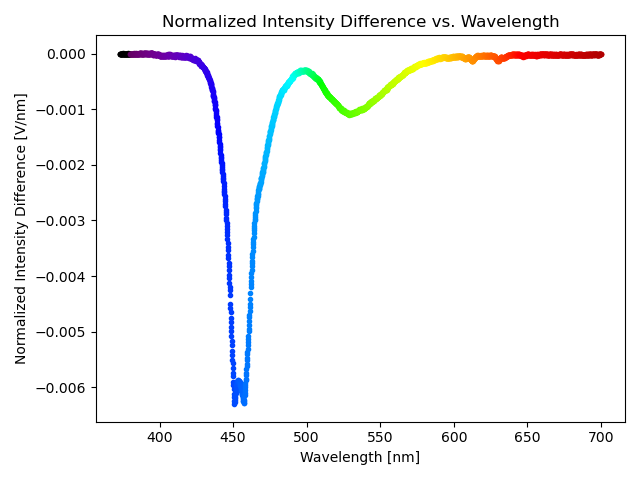 Normalized Intensity Difference vs. Wavelength
Normalized Intensity Difference [V/nm]
0.000
−0.001
−0.002
−0.003
−0.004
−0.005
−0.006
400 450 500 550 600 650 700
Wavelength [nm]